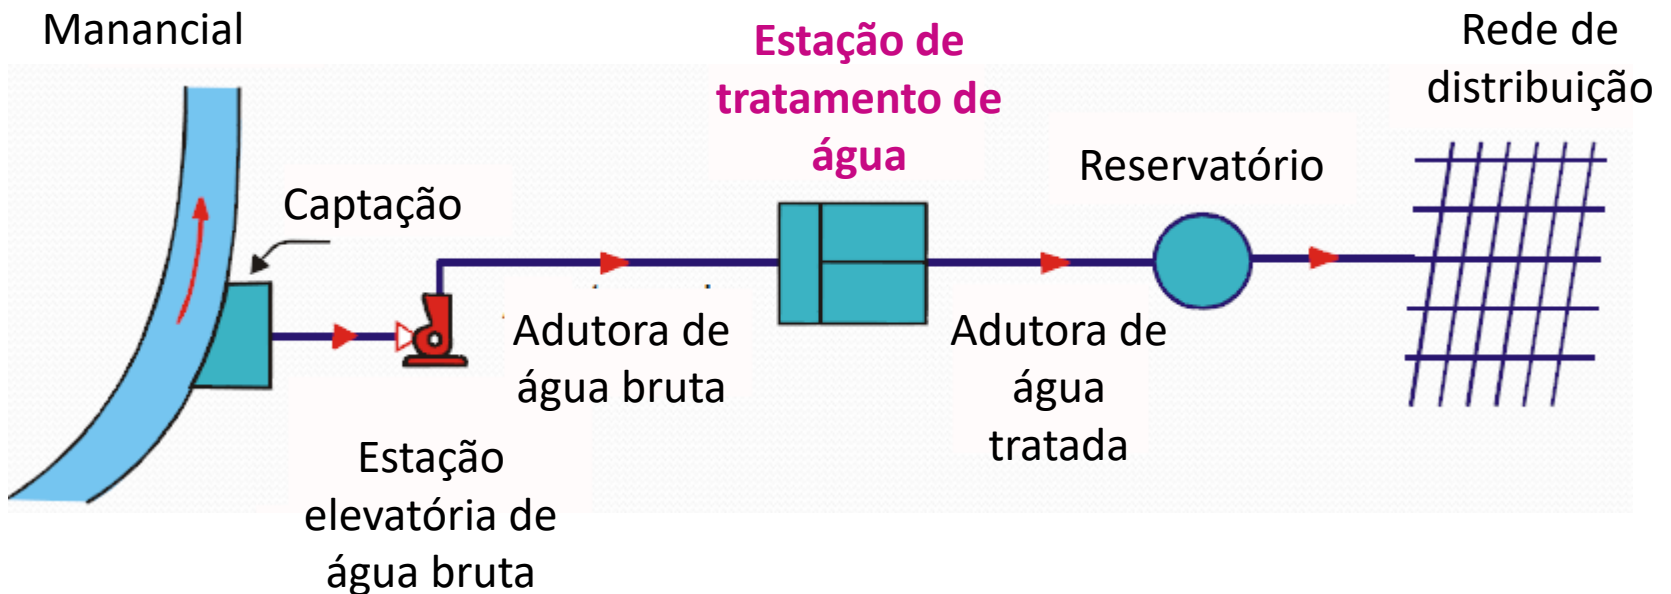 Manancial
Estação de
tratamento de
água
Rede de
distribuição
Reservatório
Captação
Adutora de
água bruta
Adutora de
água
tratada
Estação
elevatória de
água bruta